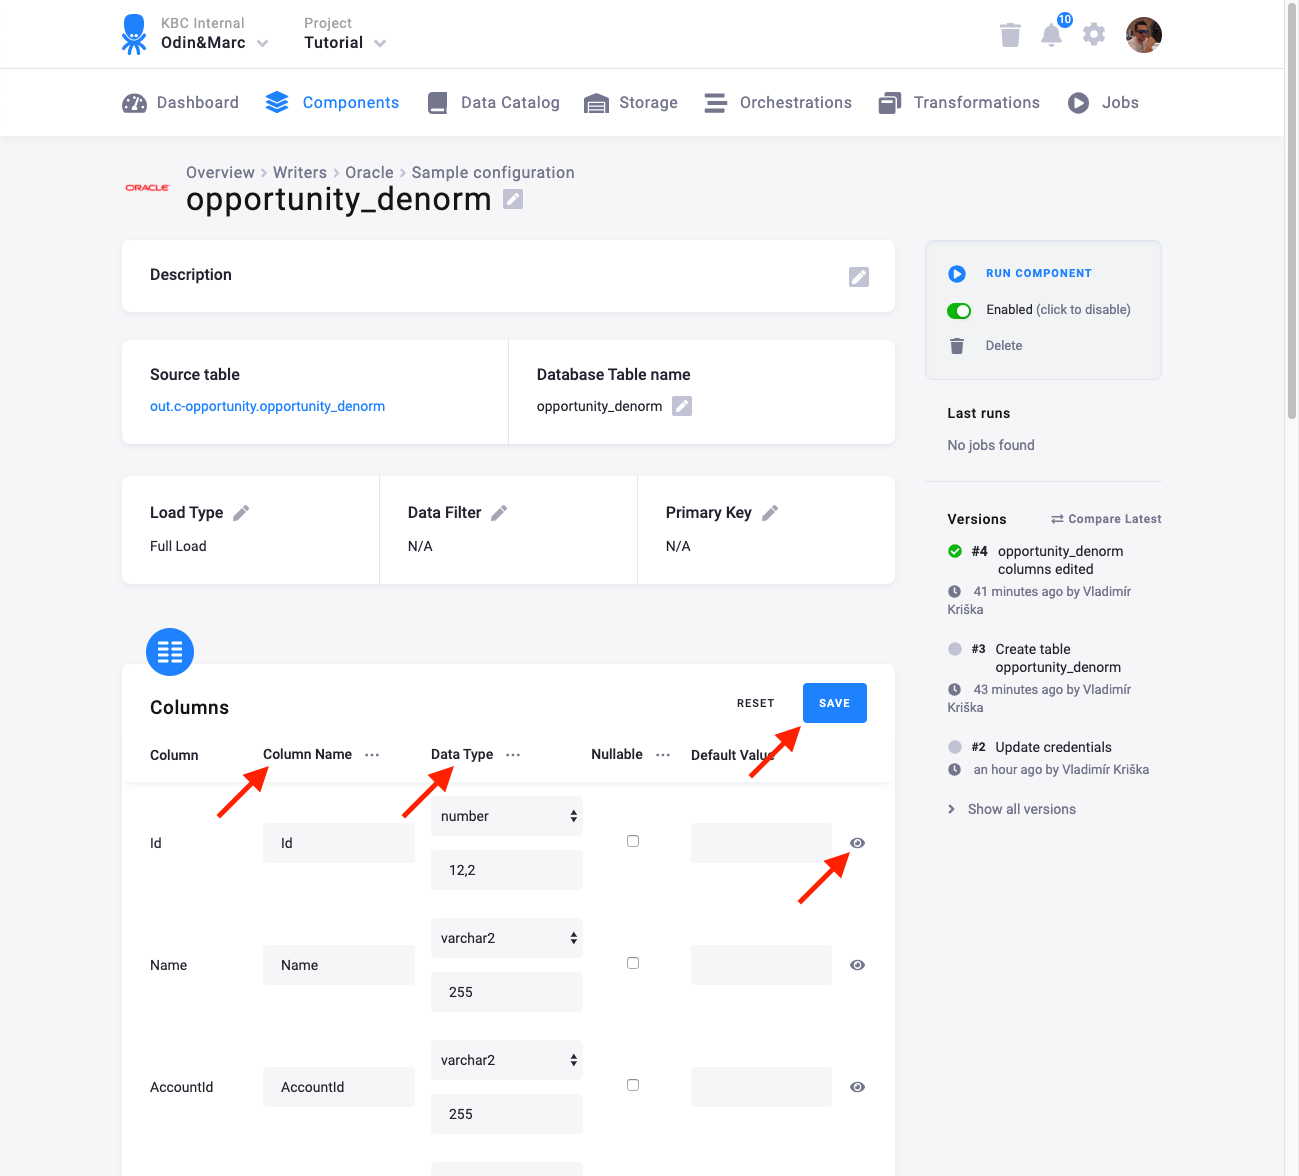 KBC Internal
Odin&Marc
Project
Tutorial
10
Dashboard
Components
Data Catalog
Storage
Orchestrations
Transformations
Jobs
ORACLE
Overview > Writers > Oracle > Sample configuration
opportunity_denorm
Description
Source table
out.c-opportunity.opportunity_denorm
Database Table name
opportunity_denorm
Load Type
Full Load
Data Filter
N/A
Primary Key
N/A
Columns
RESET
SAVE
Column
Column Name ...
Data Type ...
Nullable ...
Default Value
Id
Id
number
12,2
Name
Name
varchar2
255
AccountId
AccountId
varchar2
255
RUN COMPONENT
Enabled (click to disable)
Delete
Last runs
No jobs found
Versions
Compare Latest
#4 opportunity_denorm
columns edited
41 minutes ago by Vladimír
Kriška
#3 Create table
opportunity_denorm
43 minutes ago by Vladimír
Kriška
#2 Update credentials
an hour ago by Vladimír Kriška
Show all versions